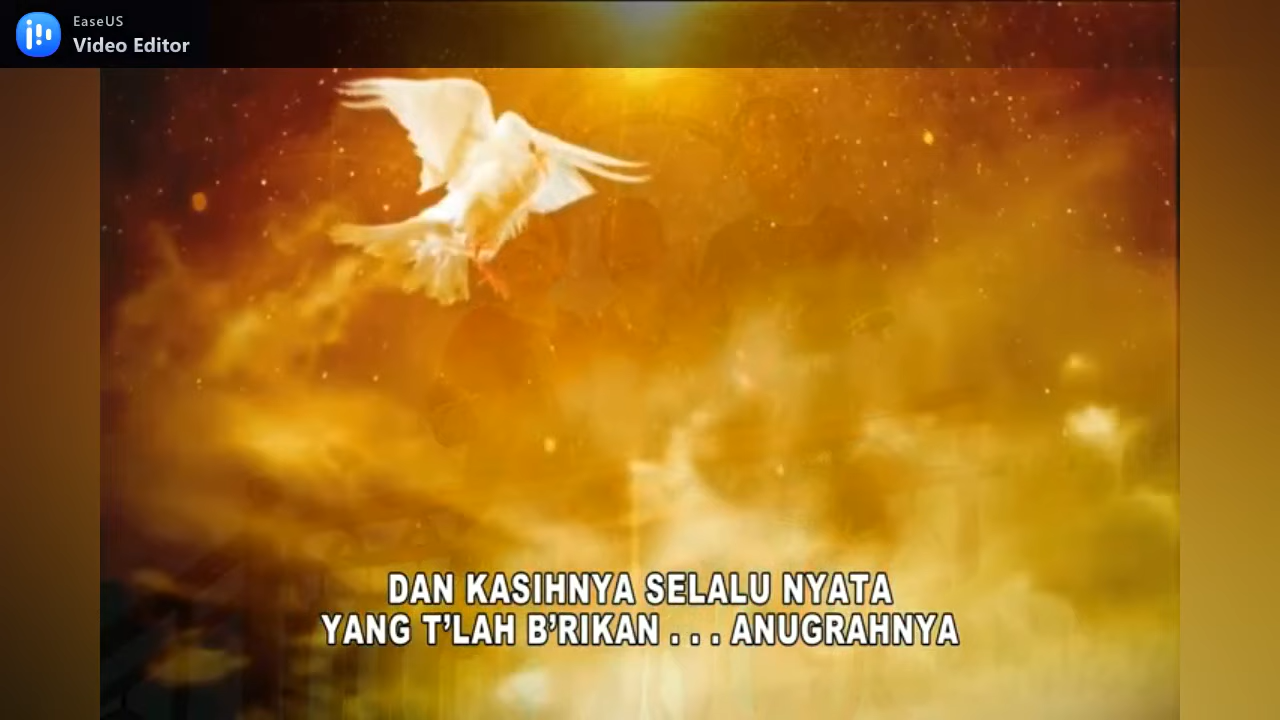 EaseUS
Video Editor
DAN KASIHNYA SELALU NYATA
YANG T’LAH B’RIKAN . . . ANUGRAHNYA